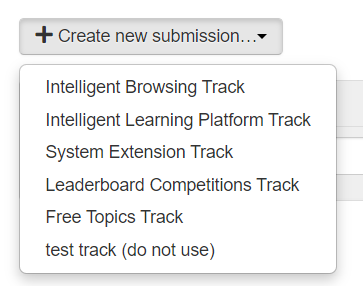 Create new submission...
Intelligent Browsing Track
Intelligent Learning Platform Track
System Extension Track
Leaderboard Competitions Track
Free Topics Track
test track (do not use)